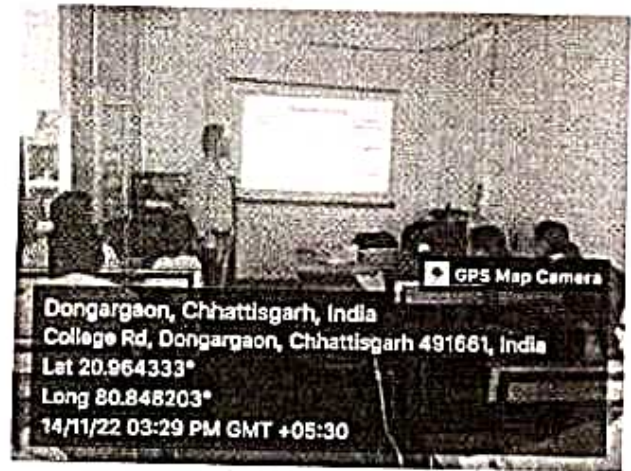 GPS Map Camera
Dongargaon, Chhattisgarh, India
College Rd, Dongargaon, Chhattisgarh 491661, India
Lat 20.964333°
Long 80.848203°
14/11/22 03:29 PM GMT +05:30